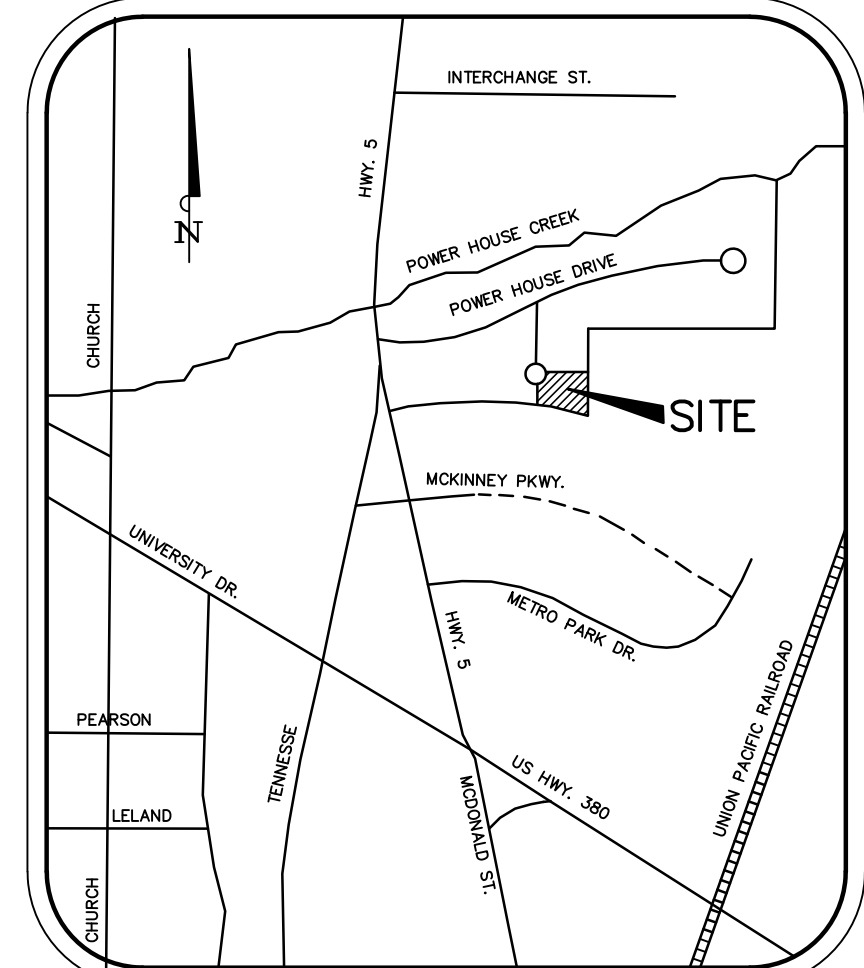 INTERCHANGE ST.
HWY. 5
N
POWER HOUSE CREEK
POWER HOUSE DRIVE
CHURCH
SITE
MCKINNEY PKWY.
UNIVERSITY DR.
METRO PARK DR.
HWY. 5
UNION PACIFIC RAILROAD
PEARSON
TENNESSE
US HWY. 380
MCDONALD ST.
LELAND
CHURCH